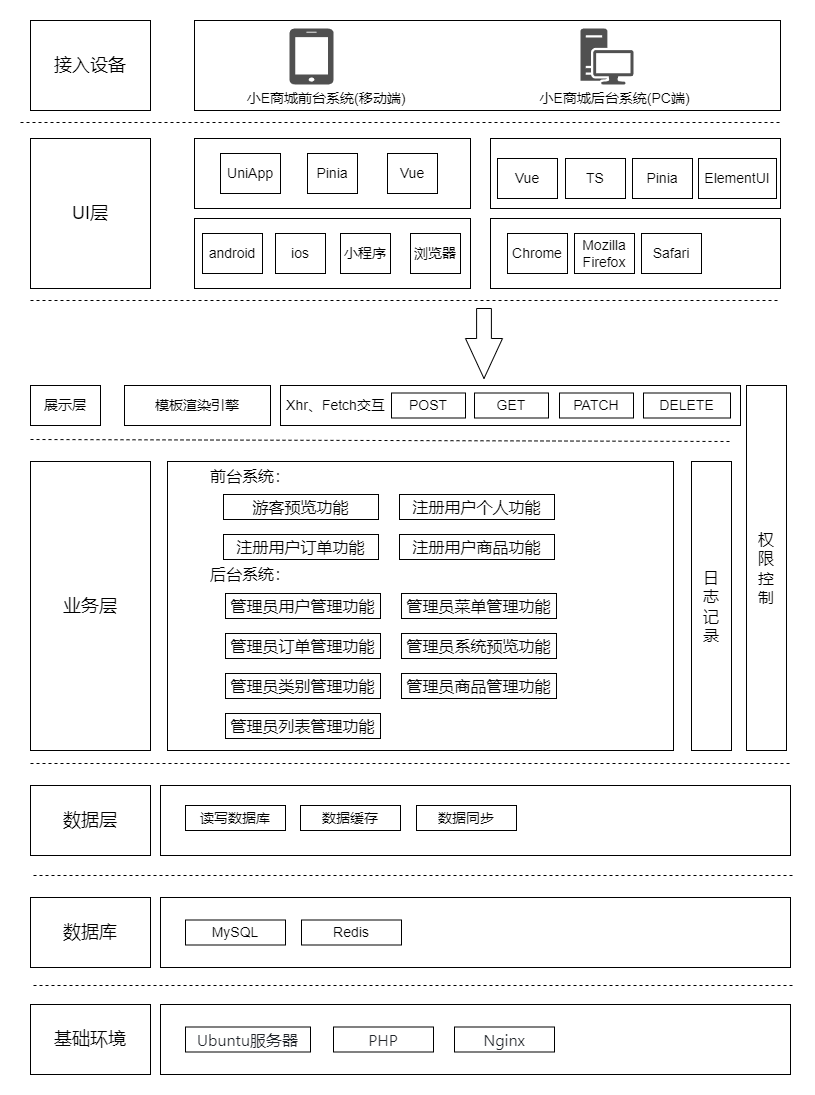 接入设备
小E商城前台系统(移动端)
小E商城后台系统(PC端)
UI层
UniApp
Pinia
Vue
Vue
TS
Pinia
ElementUI
android
ios
小程序
浏览器
Chrome
Mozilla
Firefox
Safari
展示层
模板渲染引擎
Xhr、Fetch交互
POST
GET
PATCH
DELETE
业务层
前台系统：
游客预览功能
注册用户个人功能
注册用户订单功能
注册用户商品功能
后台系统：
管理员用户管理功能
管理员菜单管理功能
管理员订单管理功能
管理员系统预览功能
管理员类别管理功能
管理员商品管理功能
管理员列表管理功能
日志记录
权限控制
数据层
读写数据库
数据缓存
数据同步
数据库
MySQL
Redis
基础环境
Ubuntu服务器
PHP
Nginx